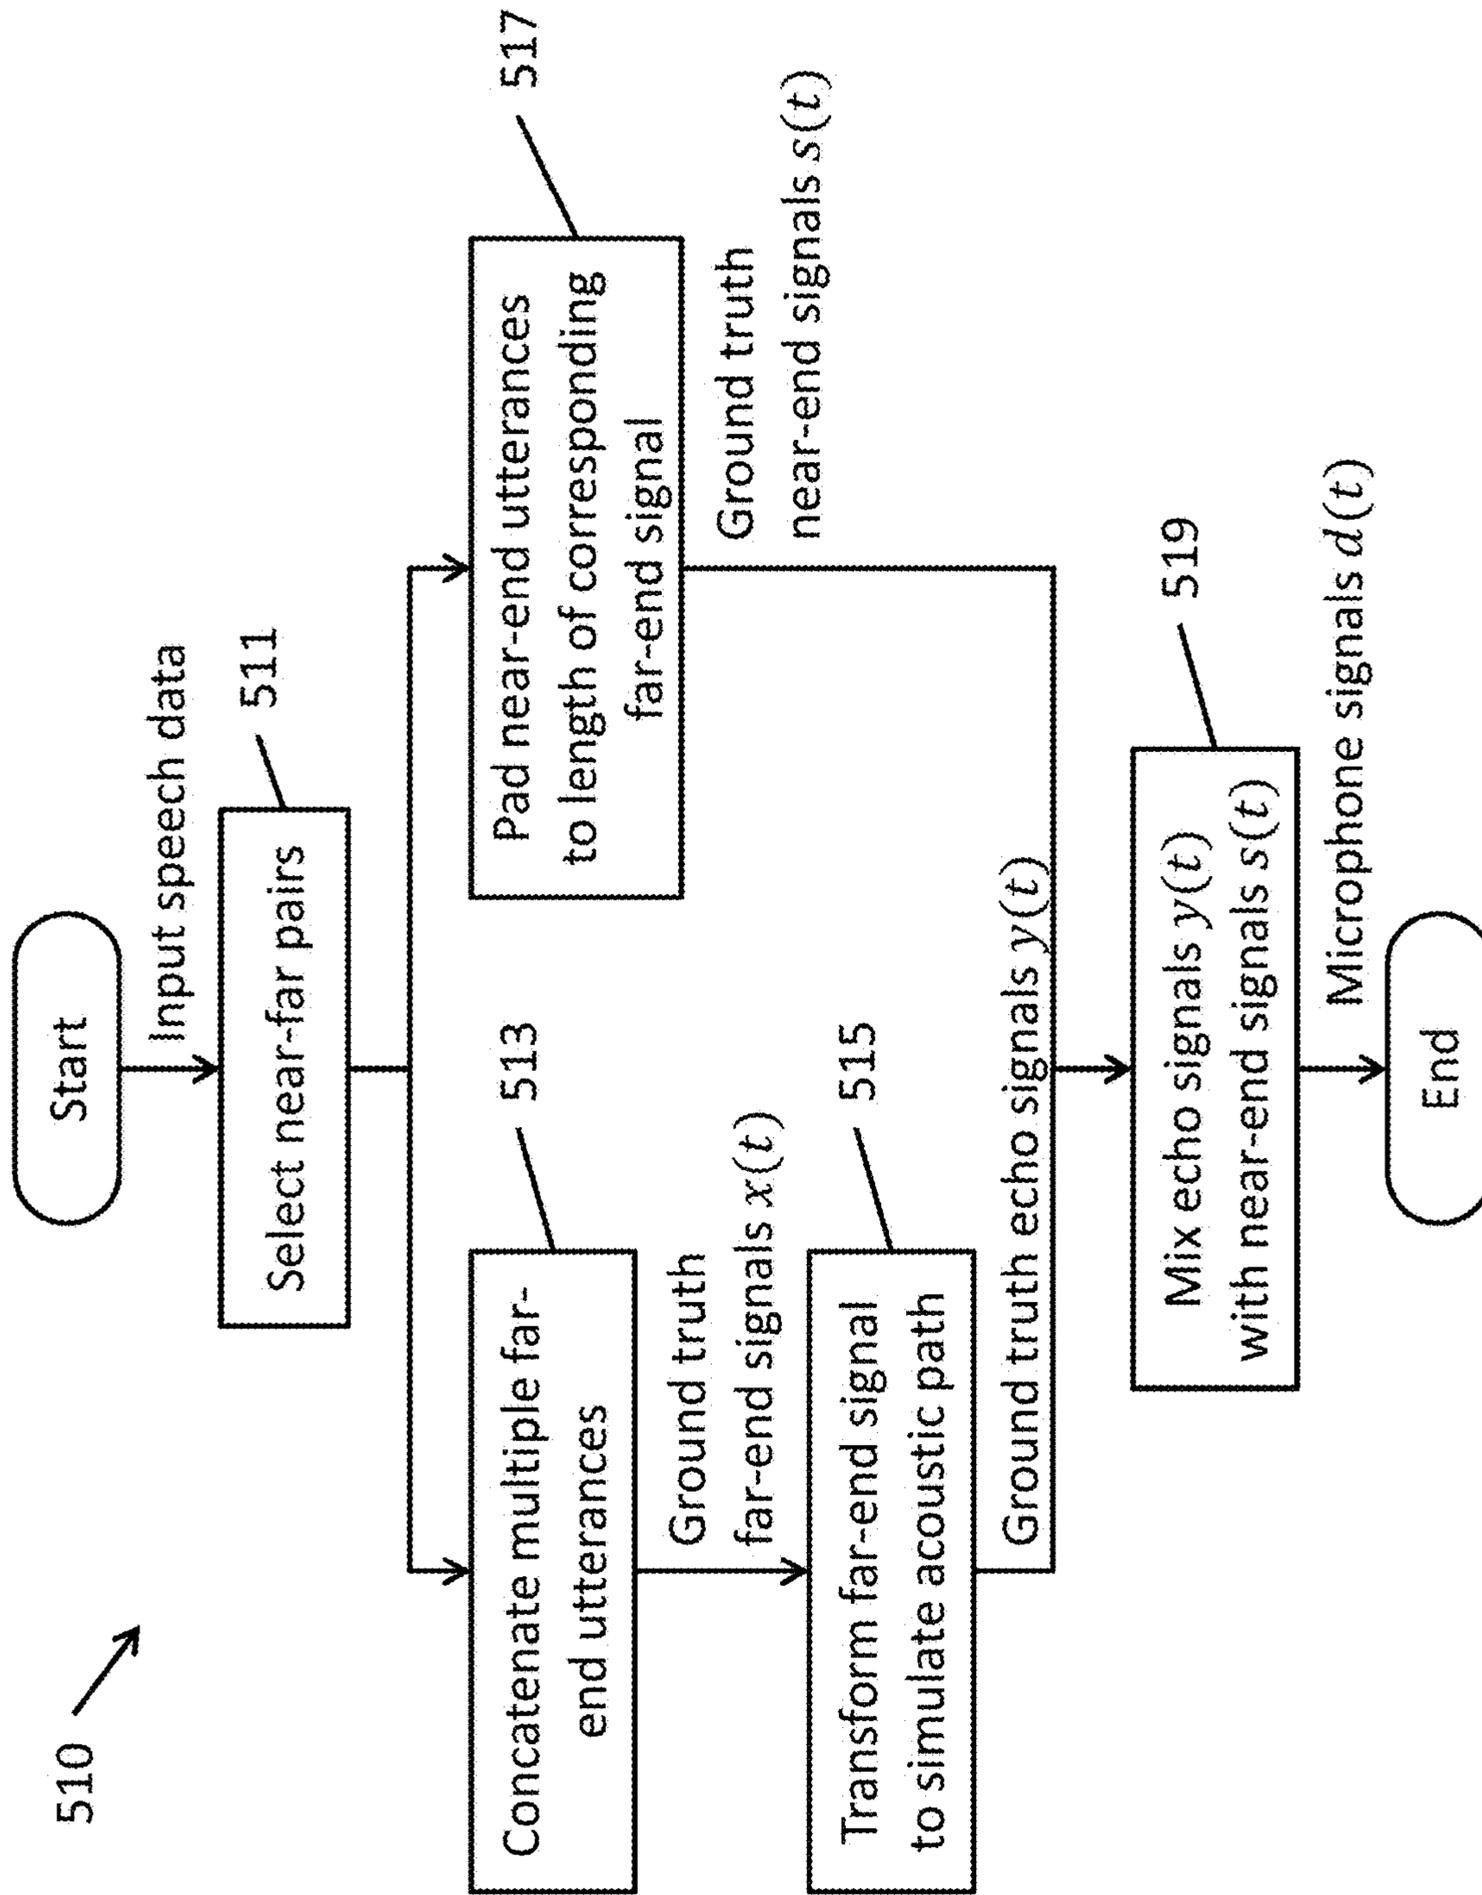 510
Start
Input speech data
511
Select near-far pairs
513
Concatenate multiple far-
end utterances
517
Pad near-end utterances
to length of corresponding
far-end signal
Ground truth
far-end signals x(t)
Ground truth
near-end signals s(t)
515
Transform far-end signal
to simulate acoustic path
Ground truth echo signals y(t)
519
Mix echo signals y(t)
with near-end signals s(t)
Microphone signals d(t)
End